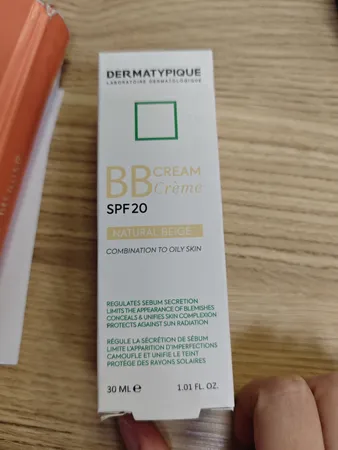 DERMATYPIQUE
LABORATOIRE DERMATOLOGIQUE
BB CREAM
Crème
SPF20
NATURAL BEIGE
COMBINATION TO OILY SKIN
REGULATES SEBUM SECRETION
LIMITS THE APPEARANCE OF BLEMISHES
CONCEALS & UNIFIES SKIN COMPLEXION
PROTECTS AGAINST SUN RADIATION
RÉGULE LA SÉCRÉTION DE SÉBUM
LIMITE L'APPARITION D'IMPERFECTIONS
CAMOUFLE ET UNIFIE LE TEINT
PROTÈGE DES RAYONS SOLAIRES
30 ML ℮ 1.01 FL. OZ.